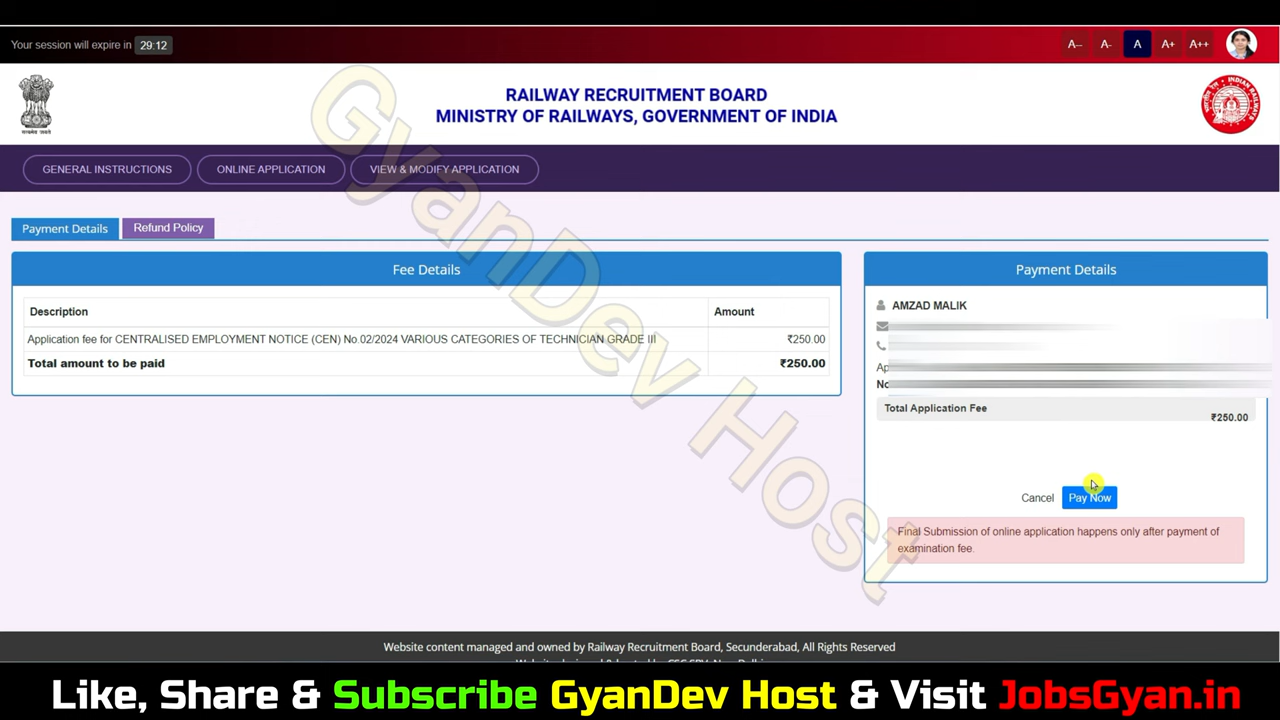 Your session will expire in 29:12
A-- A- A A+ A++
RAILWAY RECRUITMENT BOARD
MINISTRY OF RAILWAYS, GOVERNMENT OF INDIA
GENERAL INSTRUCTIONS ONLINE APPLICATION VIEW & MODIFY APPLICATION
Payment Details Refund Policy
Fee Details
Description Amount
Application fee for CENTRALISED EMPLOYMENT NOTICE (CEN) No.02/2024 VARIOUS CATEGORIES OF TECHNICIAN GRADE III ₹250.00
Total amount to be paid ₹250.00
Payment Details
AMZAD MALIK
Total Application Fee
₹250.00
Cancel Pay Now
Final Submission of online application happens only after payment of
examination fee.
GyanDev Host
Website content managed and owned by Railway Recruitment Board, Secunderabad, All Rights Reserved
Like, Share & Subscribe GyanDev Host & Visit JobsGyan.in